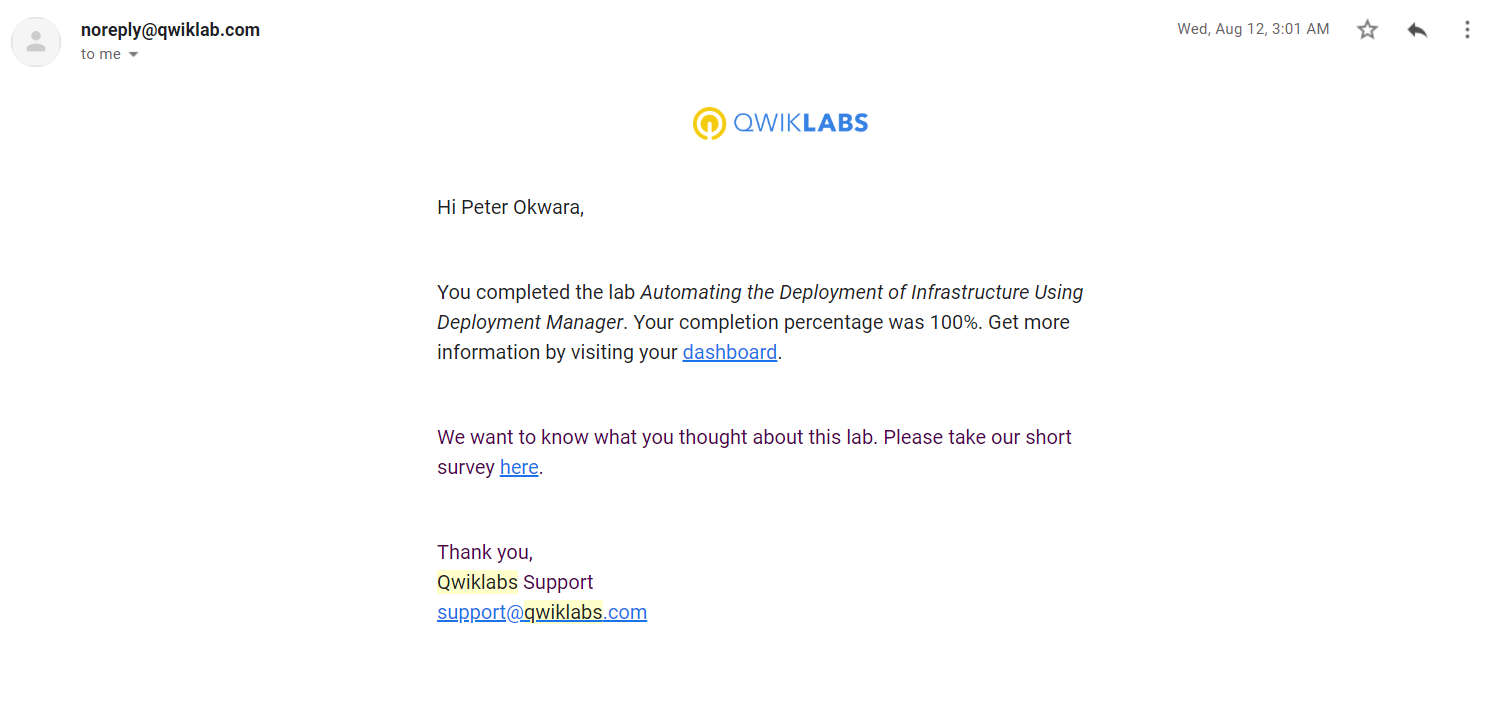 noreply@qwiklab.com
Wed, Aug 12, 3:01 AM
to me
QWIKLABS
Hi Peter Okwara,
You completed the lab Automating the Deployment of Infrastructure Using
Deployment Manager. Your completion percentage was 100%. Get more
information by visiting your dashboard.
We want to know what you thought about this lab. Please take our short
survey here.
Thank you,
Qwiklabs Support
support@qwiklabs.com